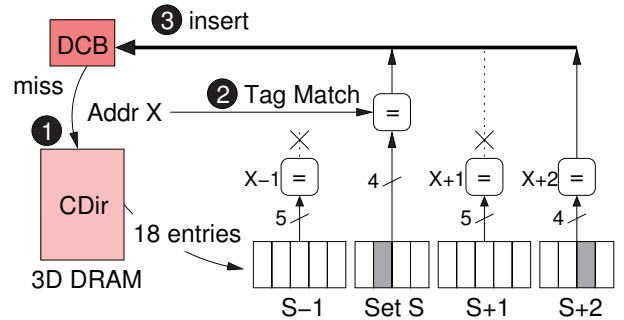 3 insert
DCB
miss
2 Tag Match
Addr X
=
1
X−1 = 4 X+1 = X+2 =
CDir
5 5 4
18 entries
3D DRAM
S−1 Set S S+1 S+2